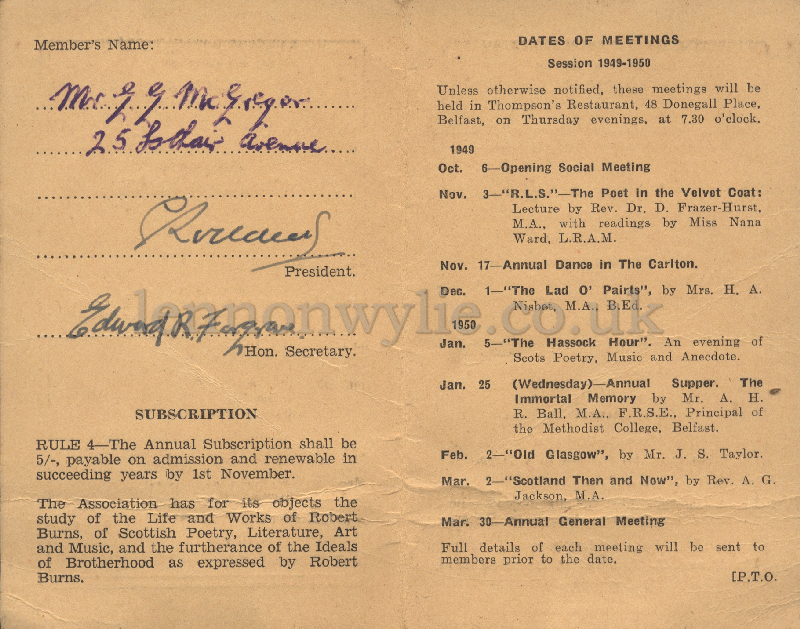 Member's Name:
Mr G G McGregor
25 Lothair Avenue
President.
Edward R. Forgrave
Hon. Secretary.
SUBSCRIPTION
RULE 4—The Annual Subscription shall be
5/-, payable on admission and renewable in
succeeding years by 1st November.
The Association has for its objects the
study of the Life and Works of Robert
Burns, of Scottish Poetry, Literature, Art
and Music, and the furtherance of the Ideals
of Brotherhood as expressed by Robert
Burns.
DATES OF MEETINGS
Session 1949-1950
Unless otherwise notified, these meetings will be
held in Thompson's Restaurant, 48 Donegall Place,
Belfast, on Thursday evenings, at 7.30 o'clock.
1949
Oct. 6—Opening Social Meeting
Nov. 3—"R.L.S."—The Poet in the Velvet Coat:
Lecture by Rev. Dr. D. Frazer-Hurst,
M.A., with readings by Miss Nana
Ward, L.R.A.M.
Nov. 17—Annual Dance in The Carlton.
Dec. 1—"The Lad O' Pairts", by Mrs. H. A.
Nisbet, M.A., B.Ed.
1950
Jan. 5—"The Hassock Hour". An evening of
Scots Poetry, Music and Anecdote.
Jan. 25 (Wednesday)—Annual Supper. The
Immortal Memory by Mr. A. H.
R. Ball, M.A., F.R.S.E., Principal of
the Methodist College, Belfast.
Feb. 2—"Old Glasgow", by Mr. J. S. Taylor.
Mar. 2—"Scotland Then and Now", by Rev. A. G.
Jackson, M.A.
Mar. 30—Annual General Meeting
Full details of each meeting will be sent to
members prior to the date.
[P.T.O.
lennonwylie.co.uk